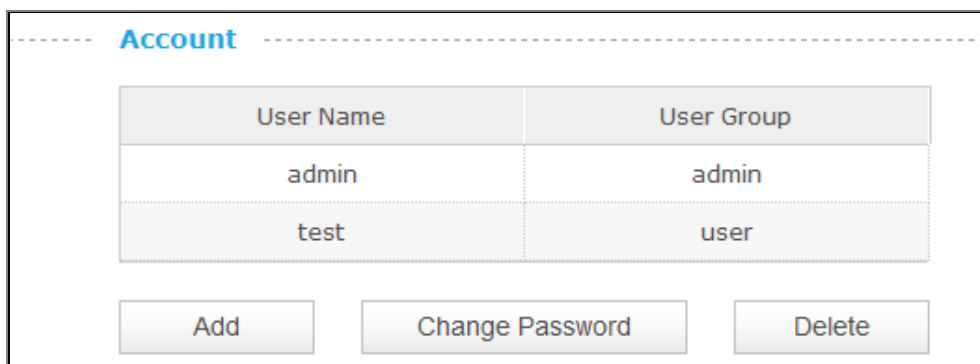 Account
User Name User Group
admin admin
test user
Add Change Password Delete